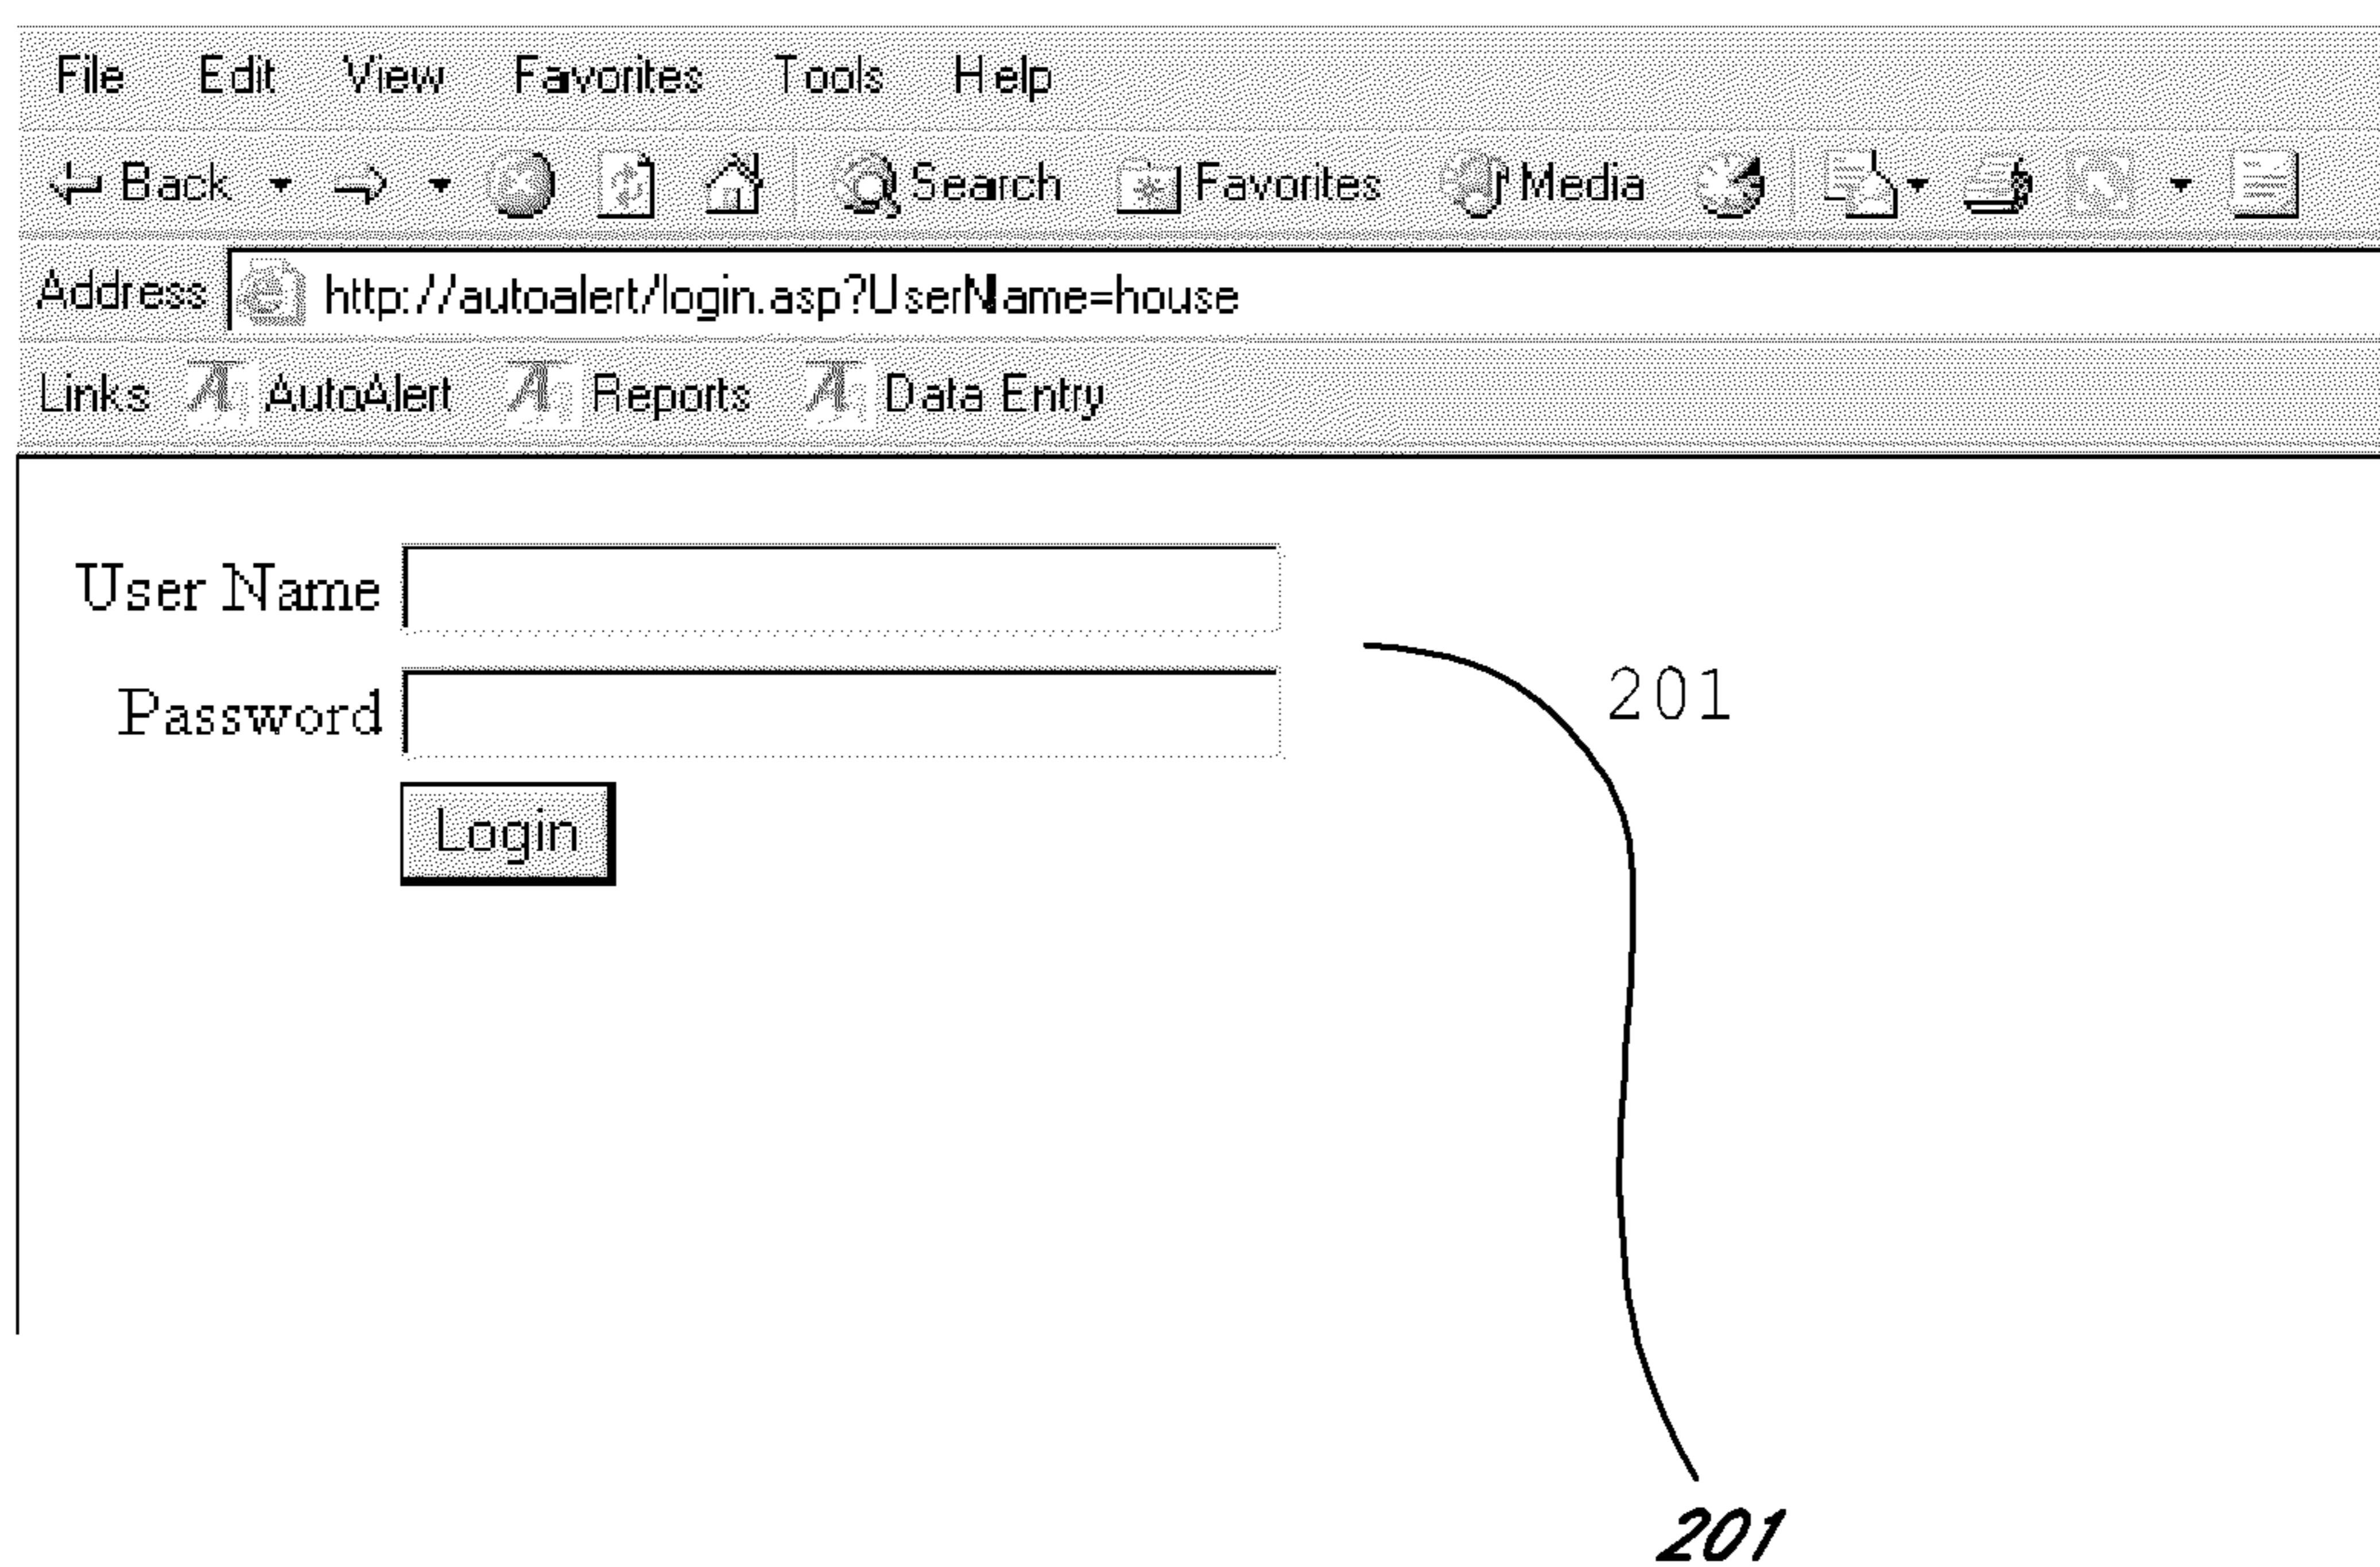 File Edit View Favorites Tools Help
Back Search Favorites Media
Address http://autoalert/login.asp?UserName=house
Links AutoAlert Reports Data Entry
User Name
201
Password
Login
201